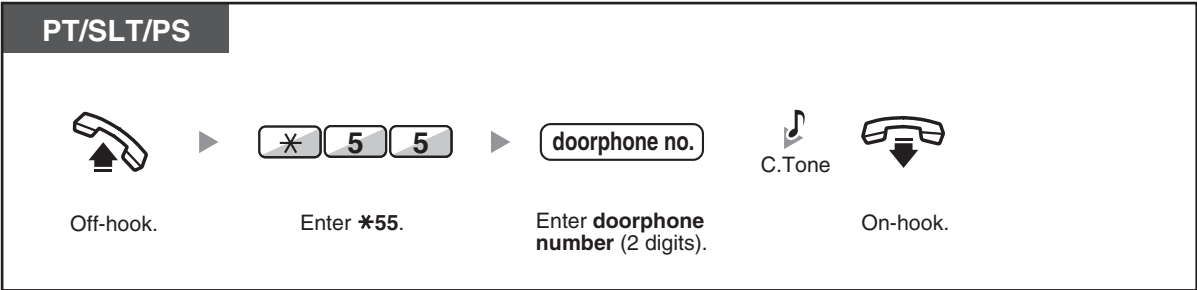 PT/SLT/PS
✳ 5 5
doorphone no.
C.Tone
Off-hook.
Enter ✳55.
Enter doorphone
number (2 digits).
On-hook.